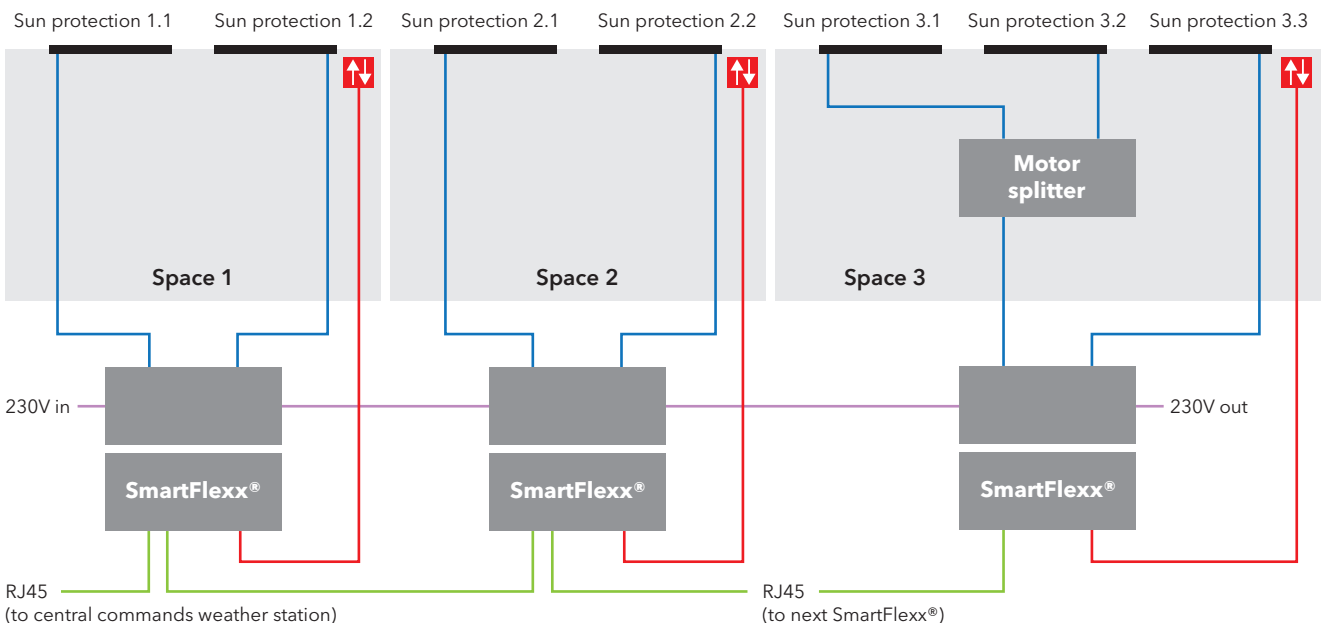 Sun protection 1.1
Sun protection 1.2
Sun protection 2.1
Sun protection 2.2
Sun protection 3.1
Sun protection 3.2
Sun protection 3.3
Motor
splitter
Space 1
Space 2
Space 3
230V in
230V out
SmartFlexx®
SmartFlexx®
SmartFlexx®
RJ45
(to central commands weather station)
RJ45
(to next SmartFlexx®)